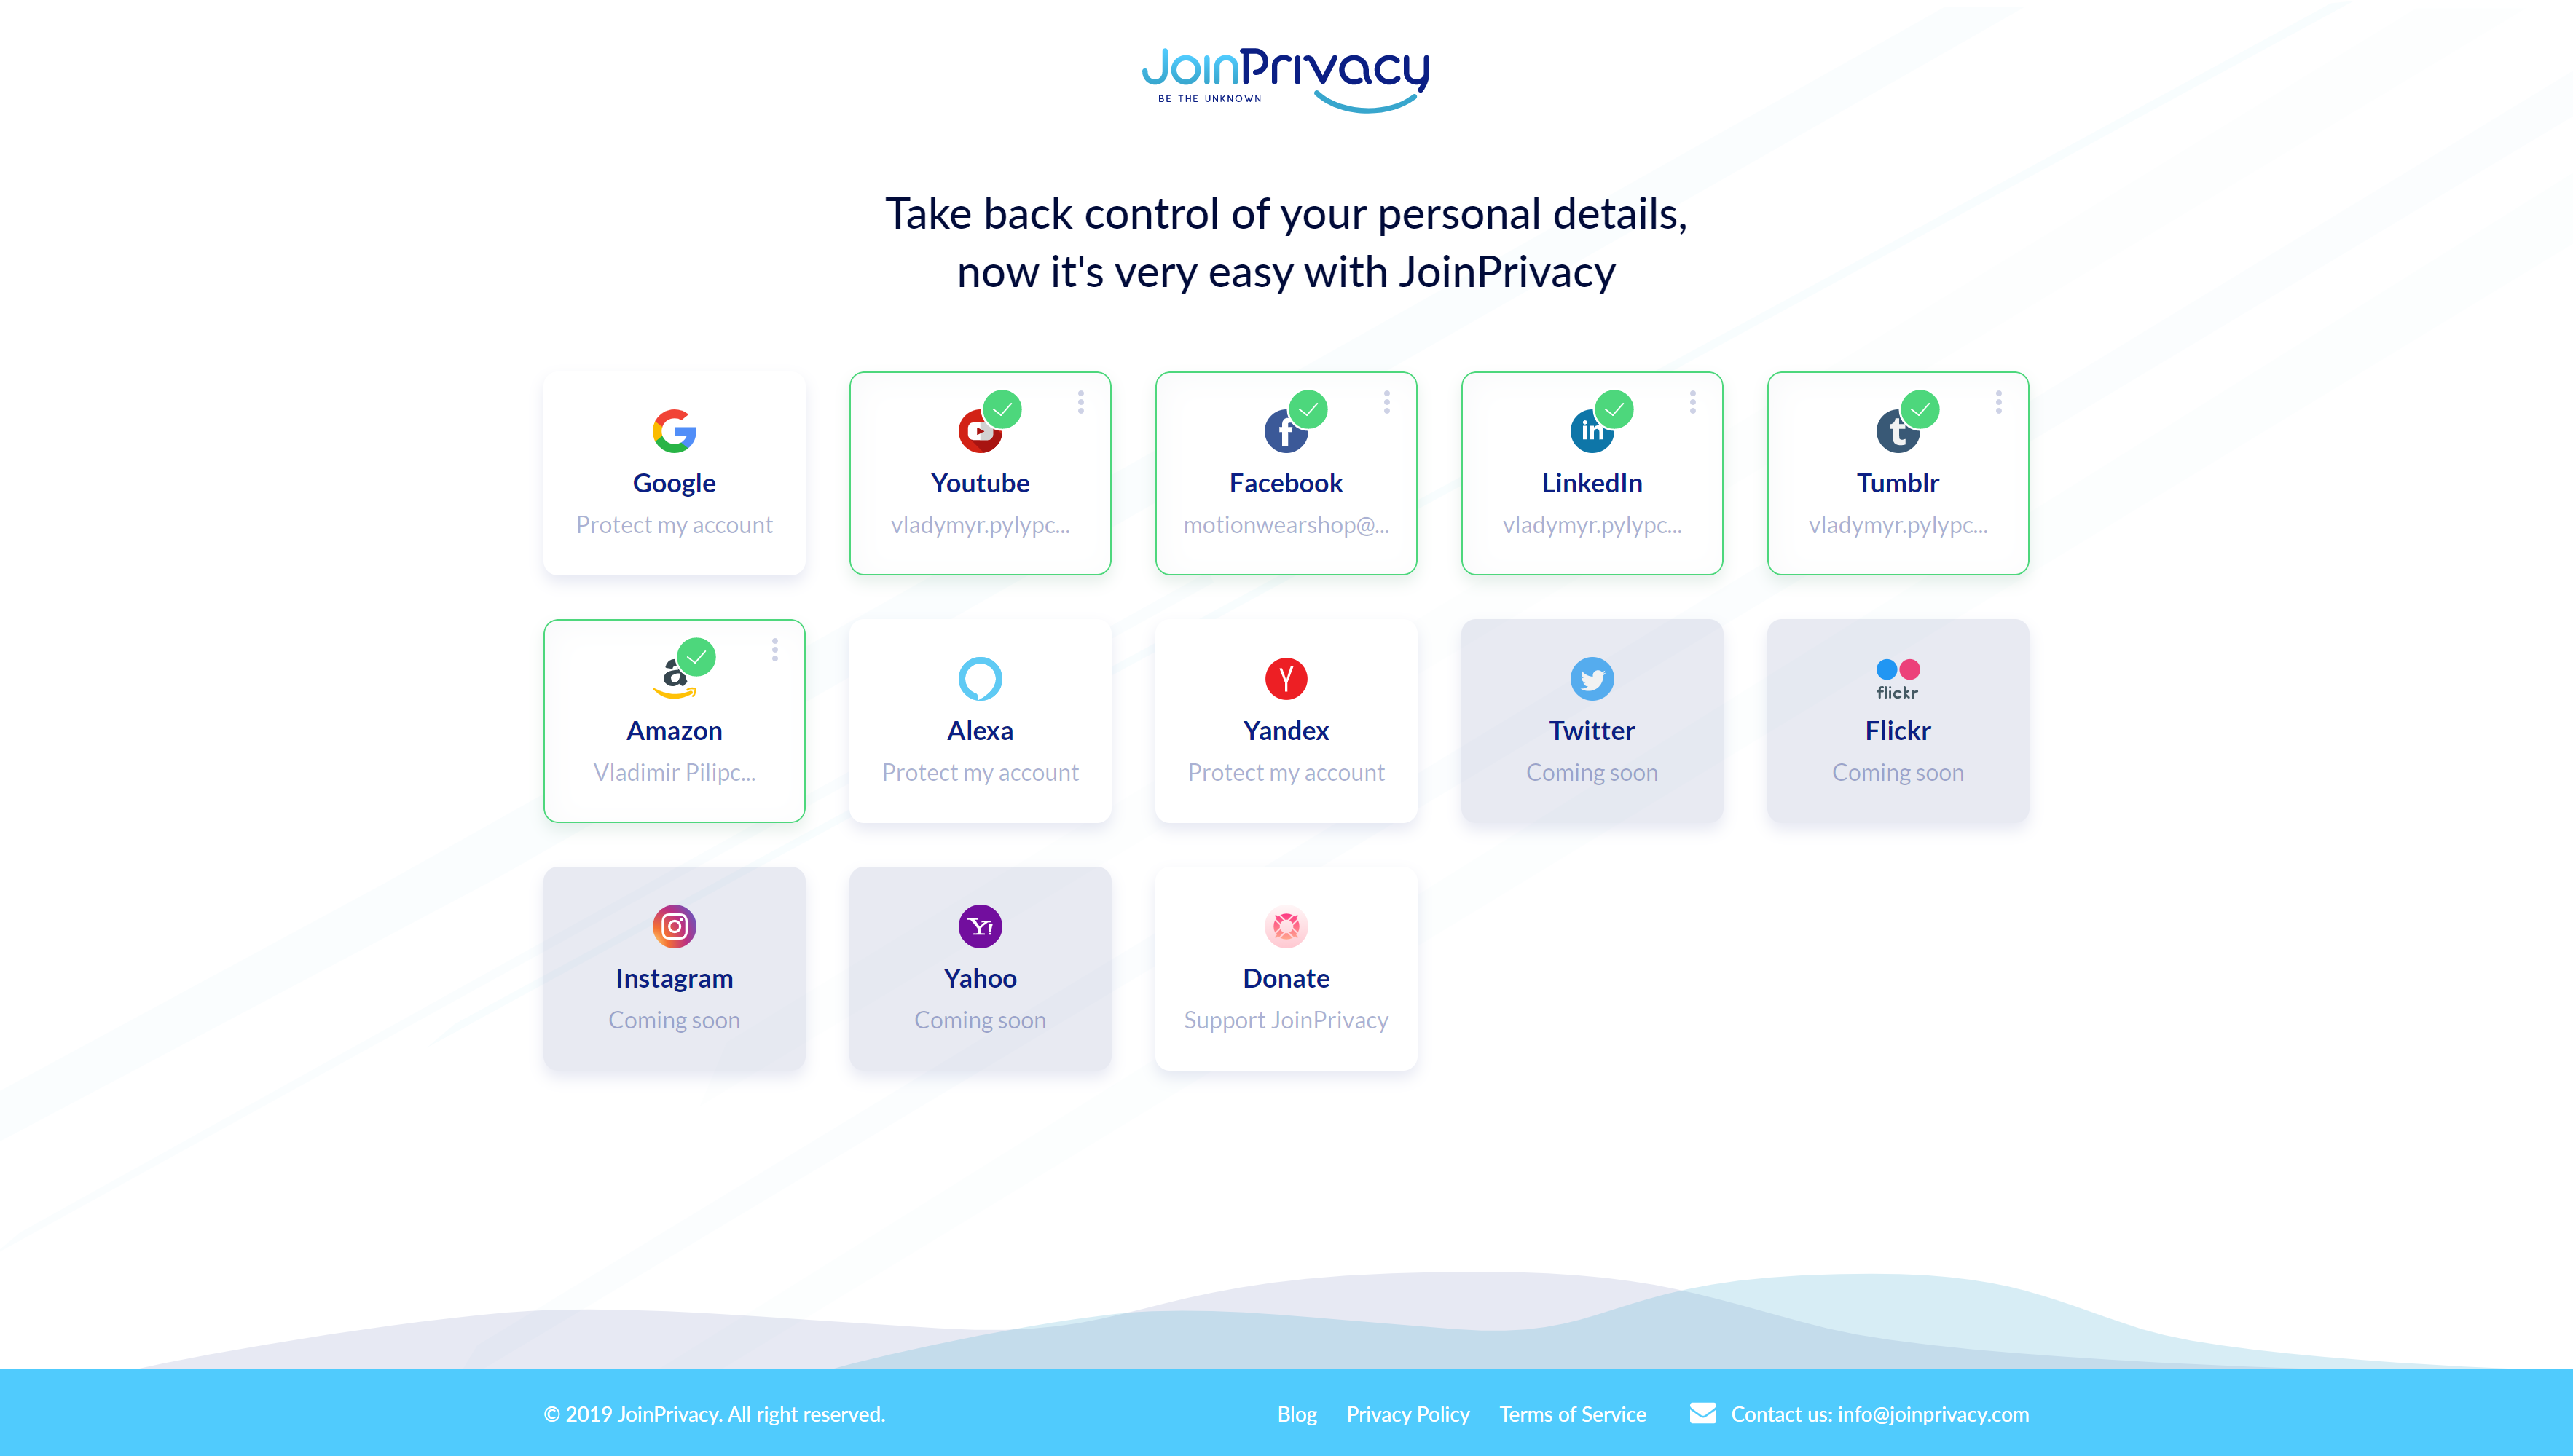 JoinPrivacy
BE THE UNKNOWN
Take back control of your personal details,
now it's very easy with JoinPrivacy
Google
Protect my account
Youtube
vladymyr.pylypc...
f
Facebook
motionwearshop@...
in
LinkedIn
vladymyr.pylypc...
t
Tumblr
vladymyr.pylypc...
a
Amazon
Vladimir Pilipc...
Alexa
Protect my account
Y
Yandex
Protect my account
Twitter
Coming soon
flickr
Flickr
Coming soon
Instagram
Coming soon
Y!
Yahoo
Coming soon
Donate
Support JoinPrivacy
© 2019 JoinPrivacy. All right reserved.
Blog
Privacy Policy
Terms of Service
Contact us: info@joinprivacy.com